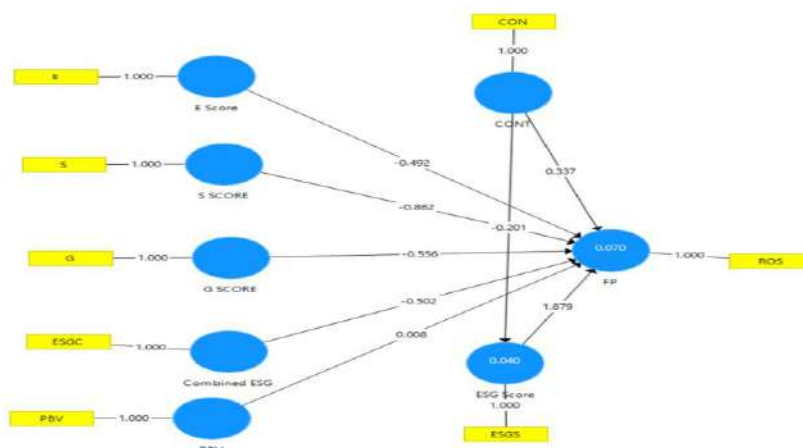 CON
1.000
CONT
E
1.000
E Score
-0.492
0.337
S
1.000
S SCORE
-0.882
-0.201
G
1.000
G SCORE
-0.556
0.070
FP
1.000
ROS
ESGC
1.000
Combined ESG
-0.502
0.008
1.879
0.040
ESG Score
1.000
ESGS
PBV
1.000